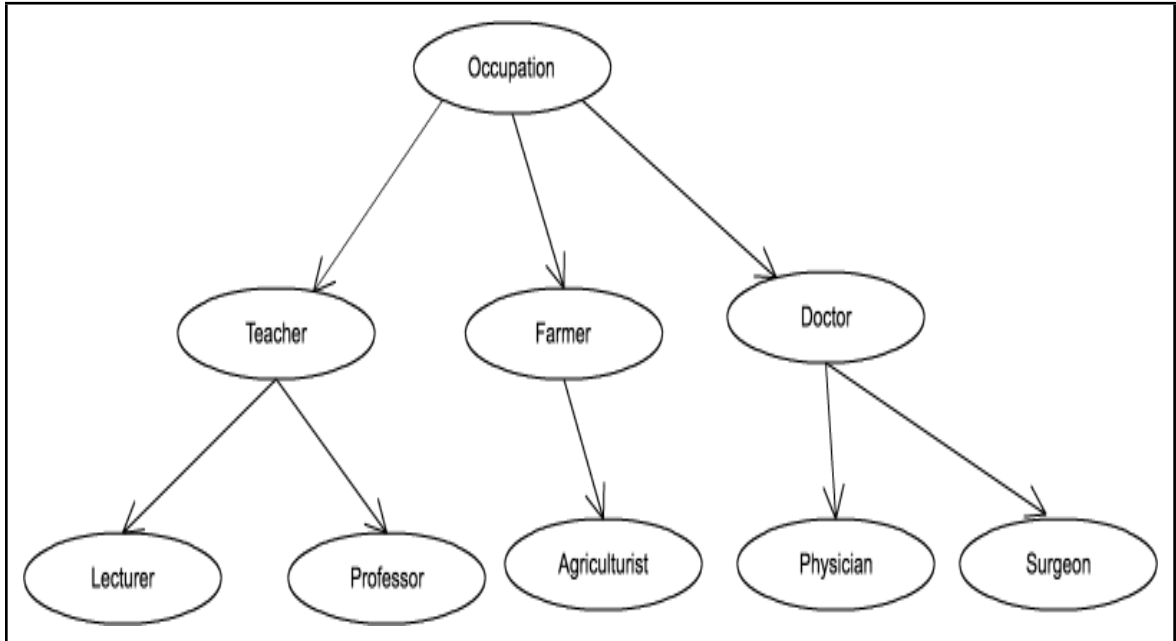 Occupation
Teacher
Farmer
Doctor
Lecturer
Professor
Agriculturist
Physician
Surgeon